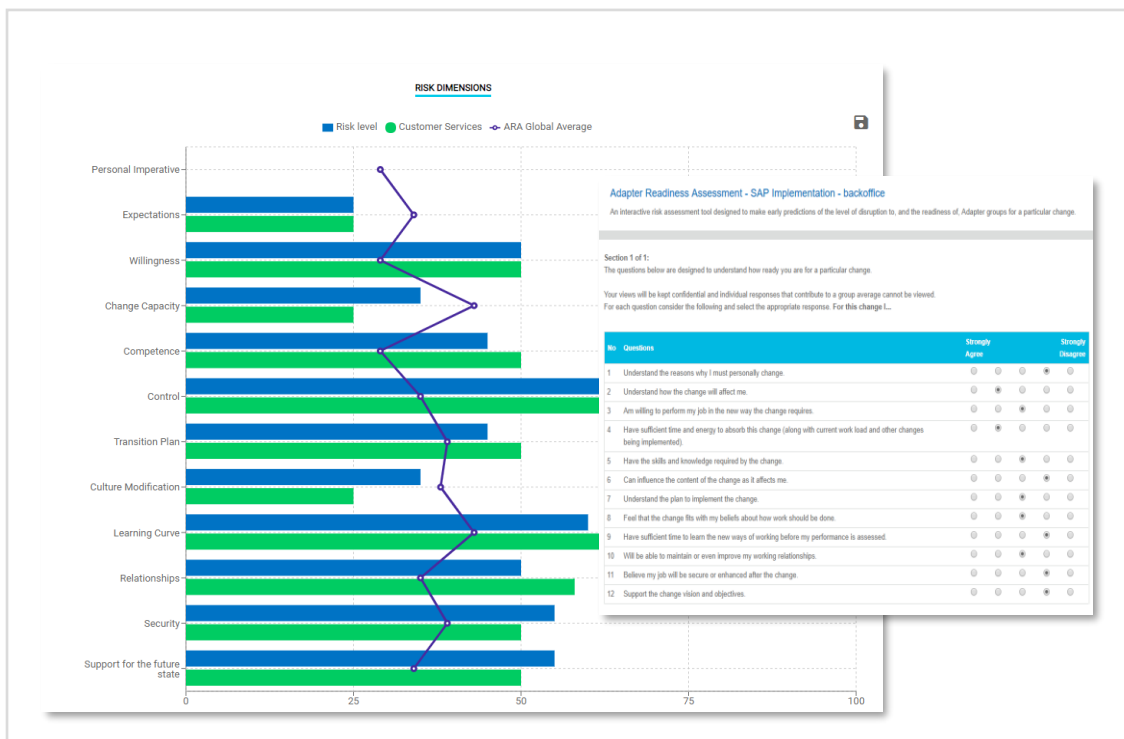 RISK DIMENSIONS
Risk level Customer Services ARA Global Average
Personal Imperative
Expectations
Willingness
Change Capacity
Competence
Control
Transition Plan
Culture Modification
Learning Curve
Relationships
Security
Support for the future
state
0 25 50 75 100
Adapter Readiness Assessment - SAP Implementation - backoffice
An interactive risk assessment tool designed to make early predictions of the level of disruption to, and the readiness of, Adapter groups for a particular change.
Section 1 of 1:
The questions below are designed to understand how ready you are for a particular change.
Your views will be kept confidential and individual responses that contribute to a group average cannot be viewed.
For each question consider the following and select the appropriate response. For this change I...
No Questions Strongly Agree Strongly Disagree
1 Understand the reasons why I must personally change.
2 Understand how the change will affect me.
3 Am willing to perform my job in the new way the change requires.
4 Have sufficient time and energy to absorb this change (along with current work load and other changes
being implemented)
5 Have the skills and knowledge required by the change.
6 Can influence the content of the change as it affects me.
7 Understand the plan to implement the change.
8 Feel that the change fits with my beliefs about how work should be done.
9 Have sufficient time to learn the new ways of working before my performance is assessed.
10 Will be able to maintain or even improve my working relationships.
11 Believe my job will be secure or enhanced after the change.
12 Support the change vision and objectives.